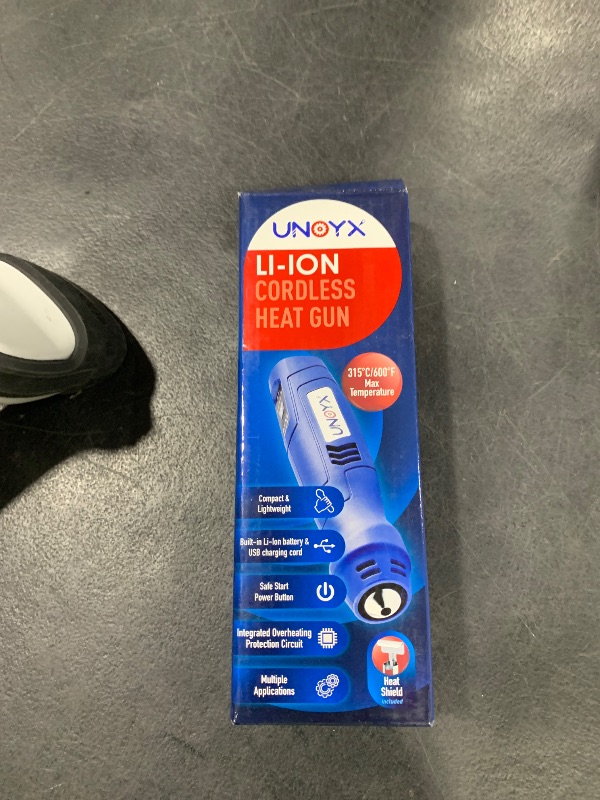 UNOYX
LI-ION
CORDLESS
HEAT GUN
315°C/600°F
Max
Temperature
UNOYX
Compact &
Lightweight
Built-in Li-Ion battery &
USB charging cord
Safe Start
Power Button
Integrated Overheating
Protection Circuit
Multiple
Applications
Heat
Shield
included